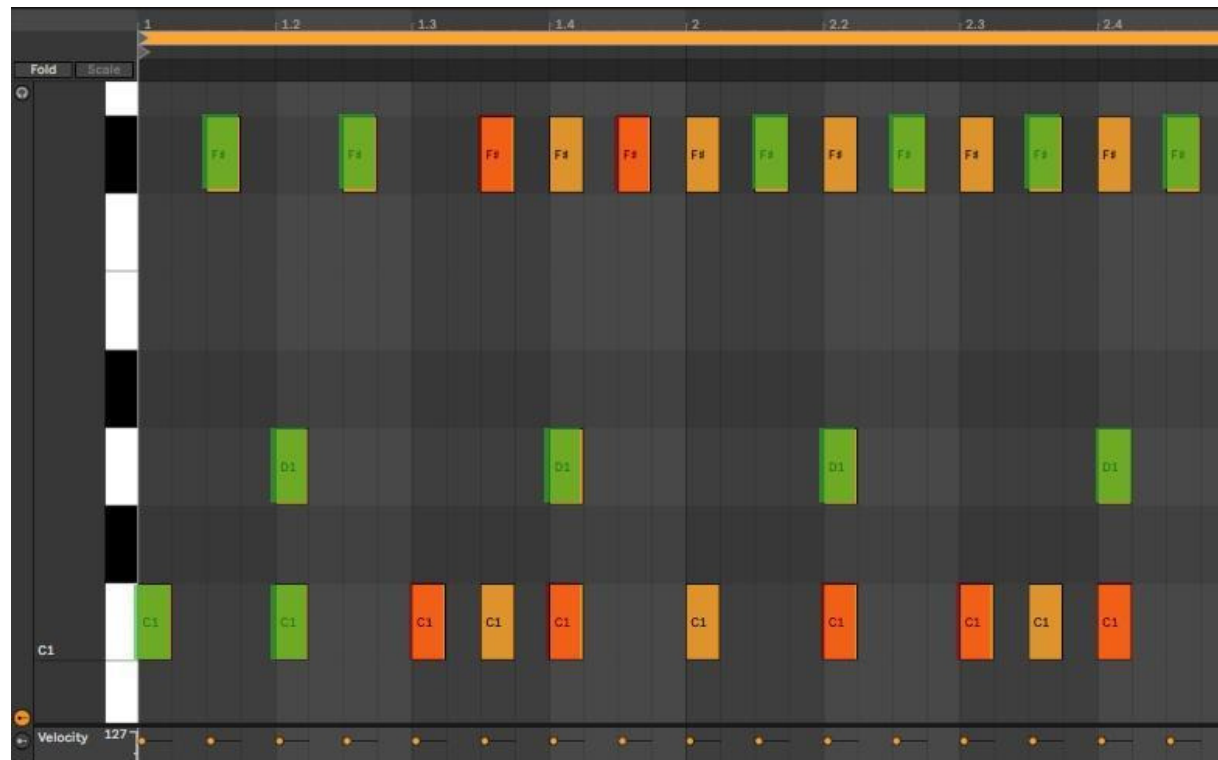 1 1.2 1.3 1.4 2 2.2 2.3 2.4
Fold Scale
F# F# F# F# F# F# F# F# F# F# F# F# F#
D1 D1 D1 D1
C1 C1 C1 C1 C1 C1 C1 C1 C1 C1
C1
Velocity 127